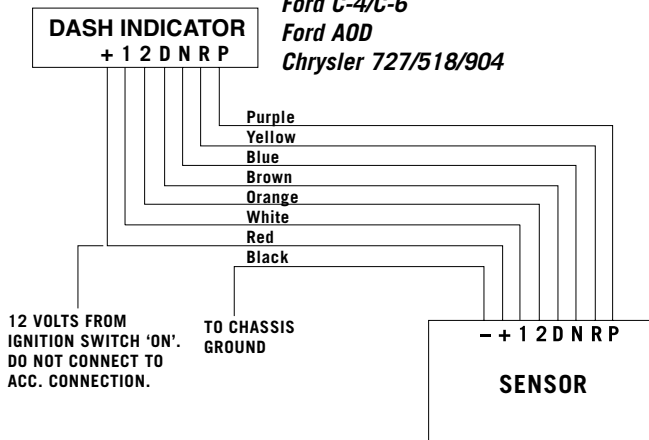 Ford C-4/C-6
Ford AOD
Chrysler 727/518/904
DASH INDICATOR
+ 1 2 D N R P
Purple
Yellow
Blue
Brown
Orange
White
Red
Black
12 VOLTS FROM
IGNITION SWITCH 'ON'.
DO NOT CONNECT TO
ACC. CONNECTION.
TO CHASSIS
GROUND
– + 1 2 D N R P
SENSOR